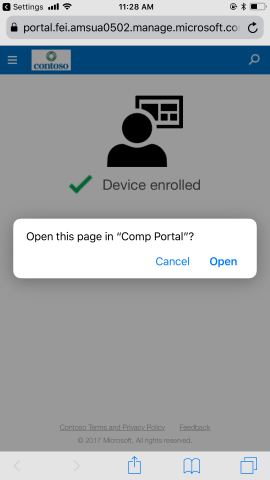 Settings 11:28 AM
portal.fei.amsua0502.manage.microsoft.co
contoso
Device enrolled
Open this page in “Comp Portal”?
Cancel Open
Contoso Terms and Privacy Policy Feedback
© 2017 Microsoft. All rights reserved.